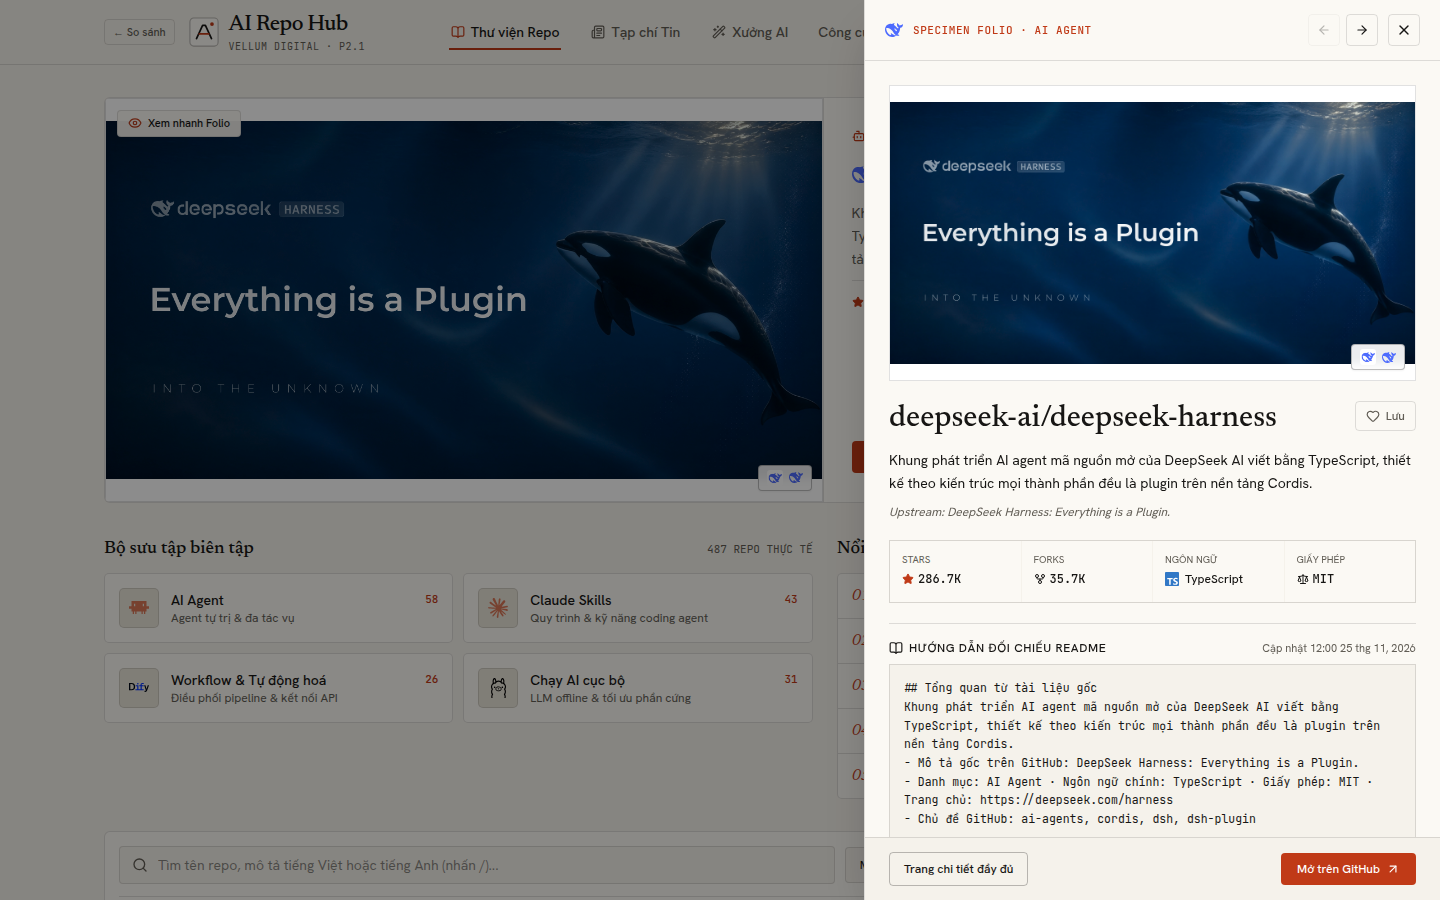 ← So sánh
AI Repo Hub
VELLUM DIGITAL · P2.1
Thư viện Repo
Tạp chí Tin
Xưởng AI
Xem nhanh Folio
deepseek HARNESS
Everything is a Plugin
INTO THE UNKNOWN
Bộ sưu tập biên tập
487 REPO THỰC TẾ
AI Agent
58
Agent tự trị & đa tác vụ
Claude Skills
43
Quy trình & kỹ năng coding agent
Dify
Workflow & Tự động hoá
26
Điều phối pipeline & kết nối API
Chạy AI cục bộ
31
LLM offline & tối ưu phần cứng
Tìm tên repo, mô tả tiếng Việt hoặc tiếng Anh (nhấn /)...
SPECIMEN FOLIO · AI AGENT
deepseek HARNESS
Everything is a Plugin
INTO THE UNKNOWN
deepseek-ai/deepseek-harness
Lưu
Khung phát triển AI agent mã nguồn mở của DeepSeek AI viết bằng TypeScript, thiết
kế theo kiến trúc mọi thành phần đều là plugin trên nền tảng Cordis.
Upstream: DeepSeek Harness: Everything is a Plugin.
STARS
286.7K
FORKS
35.7K
NGÔN NGỮ
TS TypeScript
GIẤY PHÉP
MIT
HƯỚNG DẪN ĐỐI CHIẾU README
Cập nhật 12:00 25 thg 11, 2026
## Tổng quan từ tài liệu gốc
Khung phát triển AI agent mã nguồn mở của DeepSeek AI viết bằng
TypeScript, thiết kế theo kiến trúc mọi thành phần đều là plugin trên
nền tảng Cordis.
- Mô tả gốc trên GitHub: DeepSeek Harness: Everything is a Plugin.
- Danh mục: AI Agent · Ngôn ngữ chính: TypeScript · Giấy phép: MIT ·
Trang chủ: https://deepseek.com/harness
- Chủ đề GitHub: ai-agents, cordis, dsh, dsh-plugin
Trang chi tiết đầy đủ
Mở trên GitHub